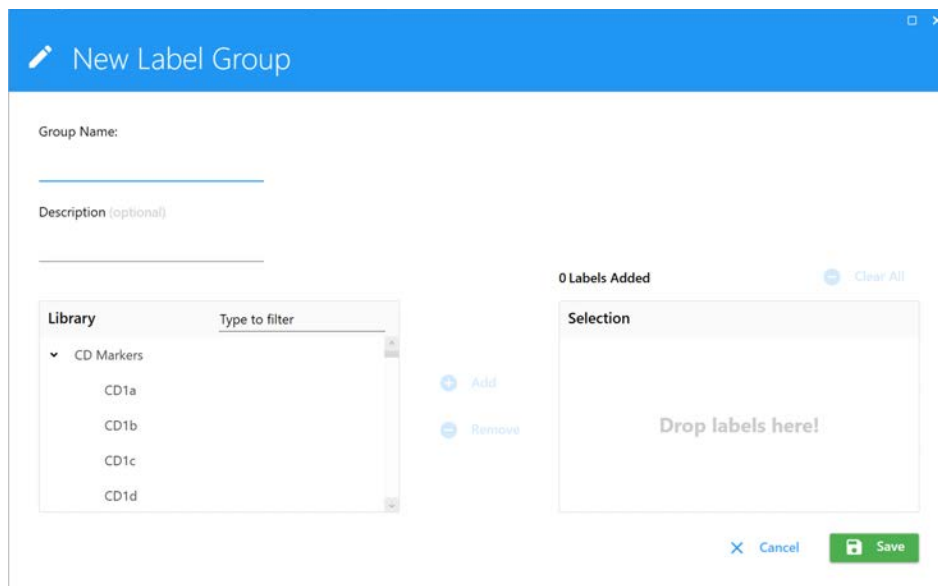 New Label Group
Group Name:
Description (optional)
0 Labels Added
Clear All
Library
Type to filter
Selection
CD Markers
CD1a
CD1b
CD1c
CD1d
Add
Remove
Drop labels here!
Cancel
Save